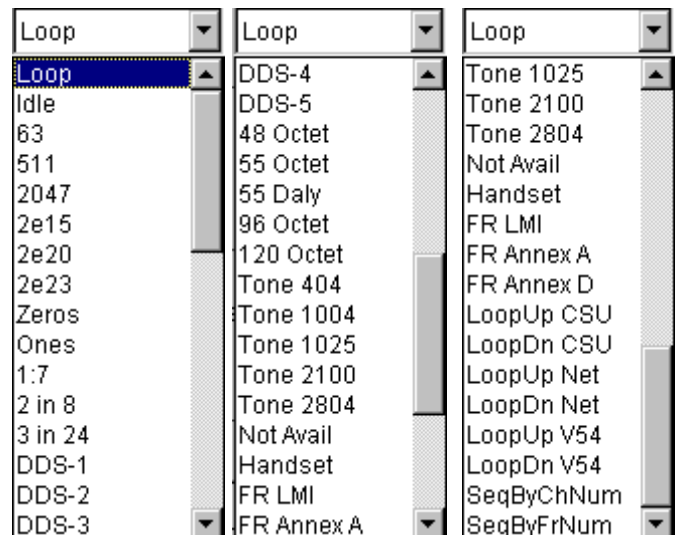 Loop
Loop
Idle
63
511
2047
2e15
2e20
2e23
Zeros
Ones
1:7
2 in 8
3 in 24
DDS-1
DDS-2
DDS-3
Loop
DDS-4
DDS-5
48 Octet
55 Octet
55 Daly
96 Octet
120 Octet
Tone 404
Tone 1004
Tone 1025
Tone 2100
Tone 2804
Not Avail
Handset
FR LMI
FR Annex A
Loop
Tone 1025
Tone 2100
Tone 2804
Not Avail
Handset
FR LMI
FR Annex A
FR Annex D
LoopUp CSU
LoopDn CSU
LoopUp Net
LoopDn Net
LoopUp V54
LoopDn V54
SeqByChNum
SeqByFrNum